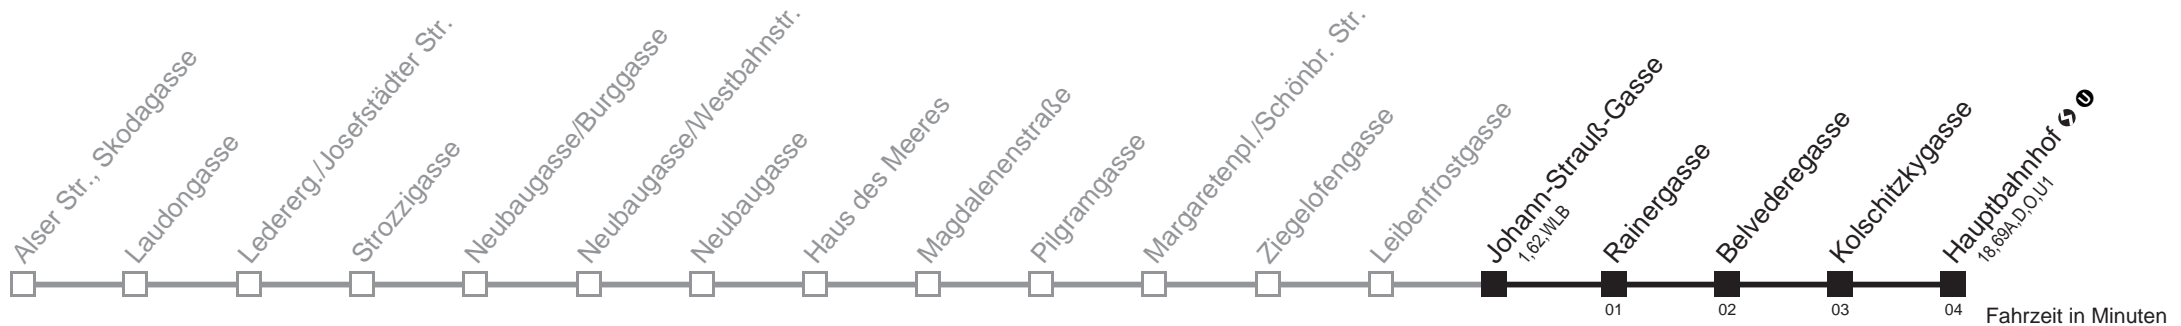 Alser Str., Skodagasse
Laudongasse
Ledererg./Josefstädter Str.
Strozzigasse
Neubaugasse/Burggasse
Neubaugasse/Westbahnstr.
Neubaugasse
Haus des Meeres
Magdalenenstraße
Pilgramgasse
Margaretenpl./Schönbr. Str.
Ziegelofengasse
Leibenfrostgasse
Johann-Strauß-Gasse
1,62,WLB
Rainergasse
Belvederegasse
Kolschitzkygasse
Hauptbahnhof U
18,69A,D,O,U1
01
02
03
04
Fahrzeit in Minuten